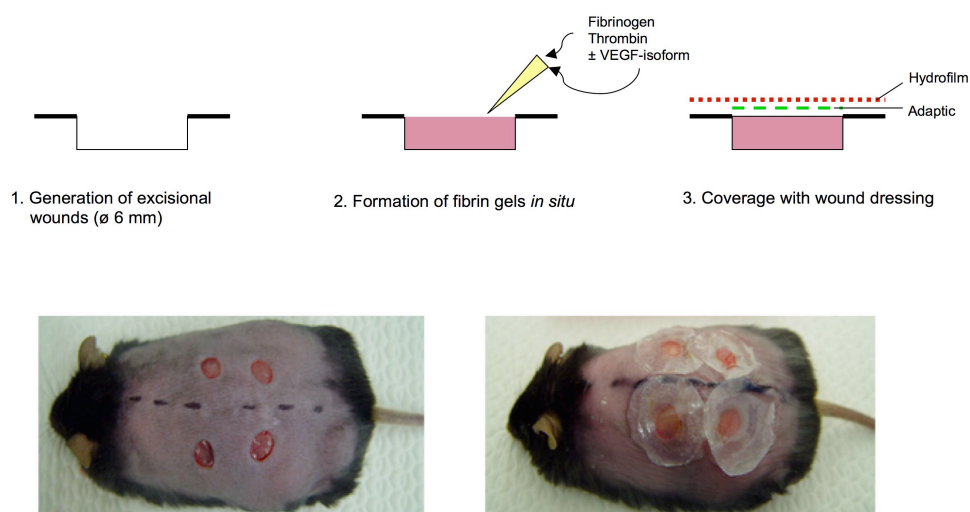 Fibrinogen
Thrombin
± VEGF-isoform
Hydrofilm
Adaptic
1. Generation of excisional
wounds (ø 6 mm)
2. Formation of fibrin gels in situ
3. Coverage with wound dressing